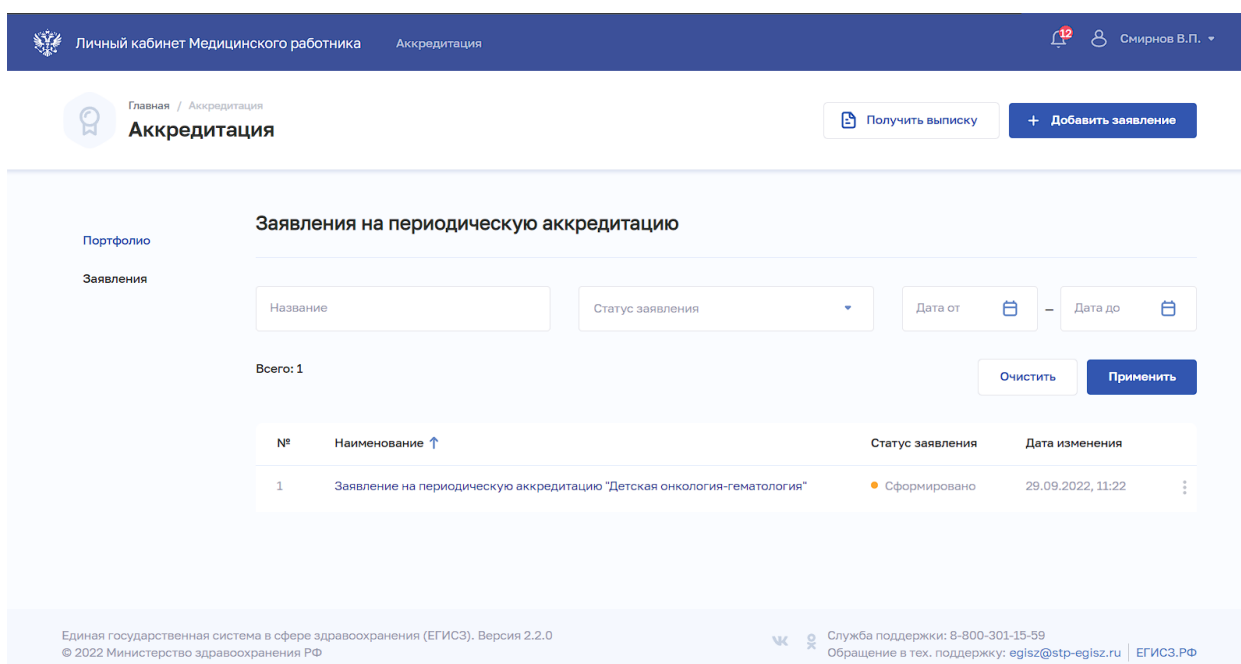 Личный кабинет Медицинского работника Аккредитация 12 Смирнов В.П.
Главная / Аккредитация
Аккредитация
Получить выписку + Добавить заявление
Заявления на периодическую аккредитацию
Портфолио
Заявления
Название Статус заявления Дата от – Дата до
Всего: 1
Очистить Применить
№ Наименование ↑ Статус заявления Дата изменения
1 Заявление на периодическую аккредитацию "Детская онкология-гематология" Сформировано 29.09.2022, 11:22
Единая государственная система в сфере здравоохранения (ЕГИСЗ). Версия 2.2.0 Служба поддержки: 8-800-301-15-59
© 2022 Министерство здравоохранения РФ Обращение в тех. поддержку: egisz@stp-egisz.ru | ЕГИСЗ.РФ